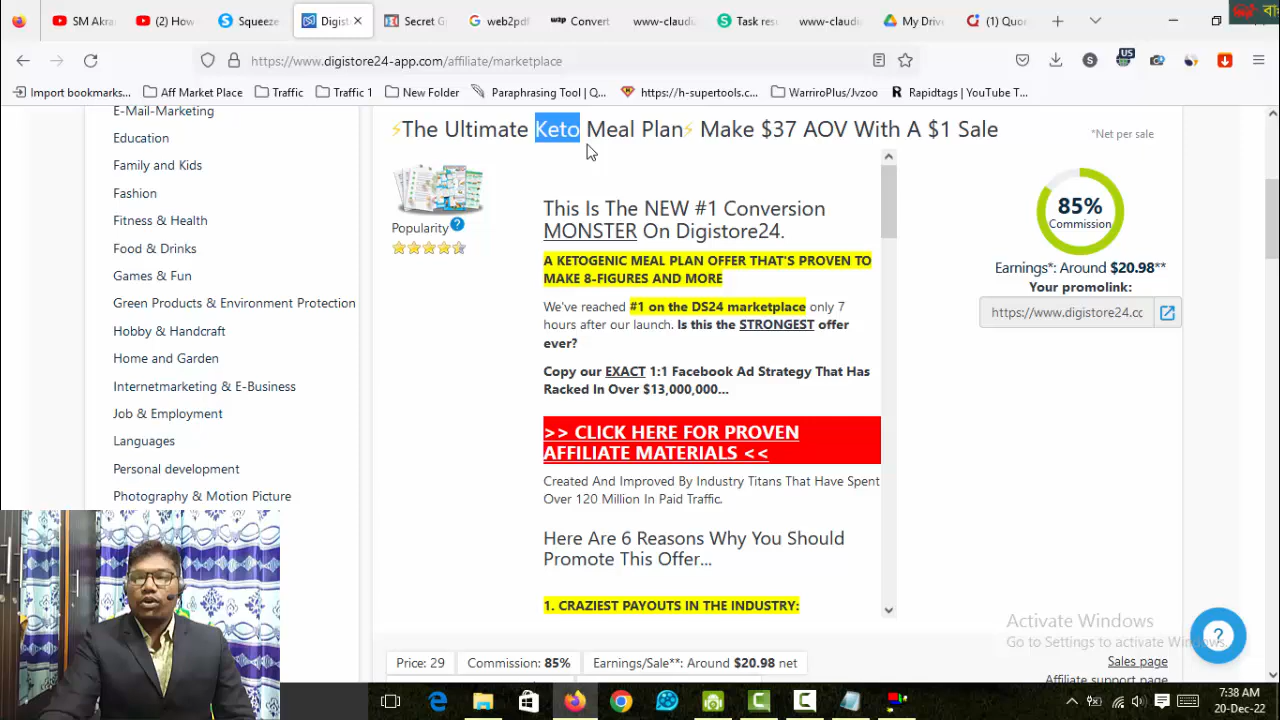 SM Akra
(2) How
Squeeze
Digist
Secret G
web2pdf
Convert
www-claudi
Task resu
www-claudi
My Drive
(1) Quor
বাং
https://www.digistore24-app.com/affiliate/marketplace
US
Import bookmarks...
Aff Market Place
Traffic
Traffic 1
New Folder
Paraphrasing Tool | Q...
https://h-supertools.c...
WarriroPlus/Jvzoo
Rapidtags | YouTube T...
E-Mail-Marketing
Education
Family and Kids
Fashion
Fitness & Health
Food & Drinks
Games & Fun
Green Products & Environment Protection
Hobby & Handcraft
Home and Garden
Internetmarketing & E-Business
Job & Employment
Languages
Personal development
Photography & Motion Picture
⚡The Ultimate Keto Meal Plan⚡ Make $37 AOV With A $1 Sale
*Net per sale
Popularity ?
This Is The NEW #1 Conversion
MONSTER On Digistore24.
A KETOGENIC MEAL PLAN OFFER THAT'S PROVEN TO
MAKE 8-FIGURES AND MORE
We've reached #1 on the DS24 marketplace only 7
hours after our launch. Is this the STRONGEST offer
ever?
Copy our EXACT 1:1 Facebook Ad Strategy That Has
Racked In Over $13,000,000...
>> CLICK HERE FOR PROVEN
AFFILIATE MATERIALS <<
Created And Improved By Industry Titans That Have Spent
Over 120 Million In Paid Traffic.
Here Are 6 Reasons Why You Should
Promote This Offer...
1. CRAZIEST PAYOUTS IN THE INDUSTRY:
85%
Commission
Earnings*: Around $20.98**
Your promolink:
https://www.digistore24.cc
Price: 29
Commission: 85%
Earnings/Sale**: Around $20.98 net
Activate Windows
Go to Settings to activate Windows.
?
Sales page
Affiliate support page
7:38 AM
20-Dec-22